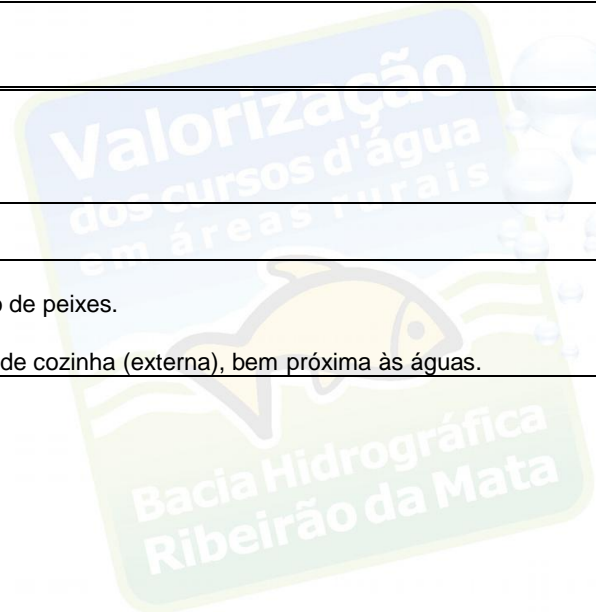 Valorização
dos cursos d'água
em áreas rurais
o de peixes.
de cozinha (externa), bem próxima às águas.
Bacia Hidrográfica
Ribeirão da Mata